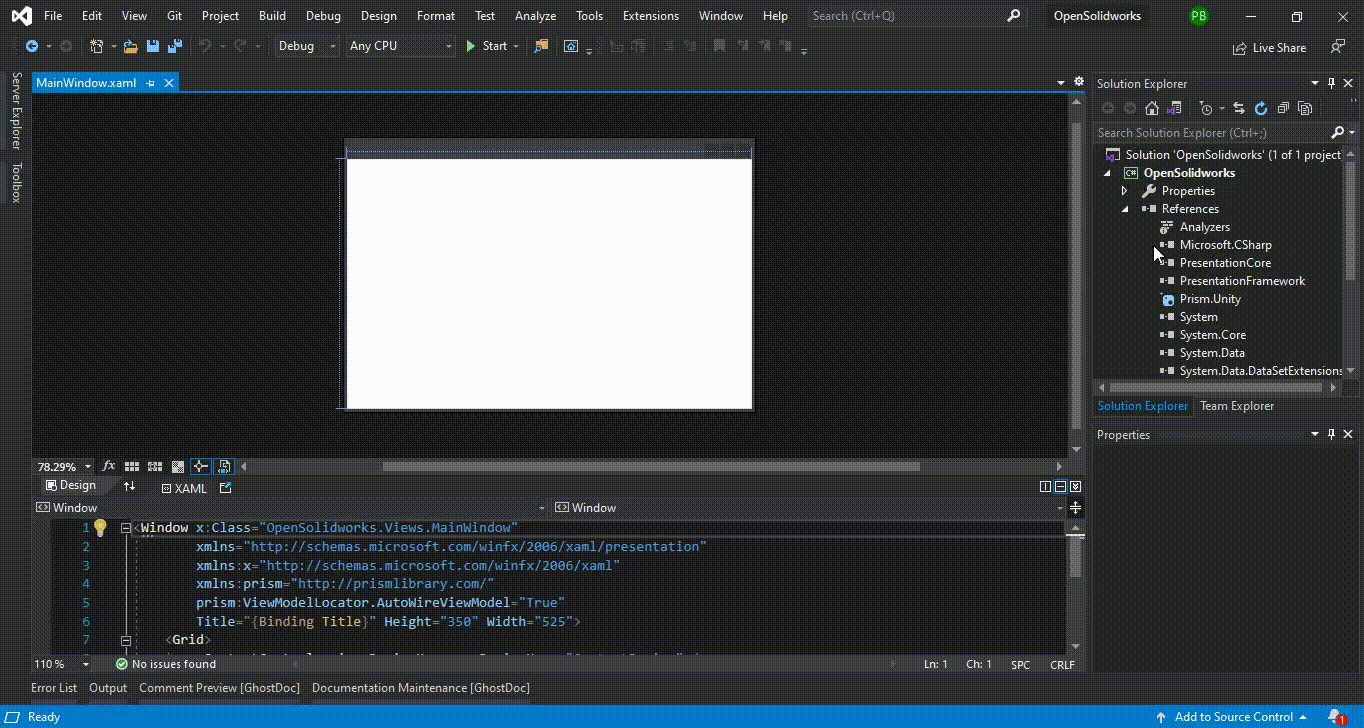 File Edit View Git Project Build Debug Design Format Test Analyze Tools Extensions Window Help Search (Ctrl+Q) OpenSolidworks PB
Debug Any CPU Start Live Share
Server Explorer
Toolbox
MainWindow.xaml
78.29% fx
Design XAML
Window Window
1 <Window x:Class="OpenSolidworks.Views.MainWindow"
2 xmlns="http://schemas.microsoft.com/winfx/2006/xaml/presentation"
3 xmlns:x="http://schemas.microsoft.com/winfx/2006/xaml"
4 xmlns:prism="http://prismlibrary.com/"
5 prism:ViewModelLocator.AutoWireViewModel="True"
6 Title="{Binding Title}" Height="350" Width="525">
7 <Grid>
110 % No issues found Ln: 1 Ch: 1 SPC CRLF
Solution Explorer
Search Solution Explorer (Ctrl+;)
Solution 'OpenSolidworks' (1 of 1 project
C# OpenSolidworks
Properties
References
Analyzers
Microsoft.CSharp
PresentationCore
PresentationFramework
Prism.Unity
System
System.Core
System.Data
System.Data.DataSetExtensions
Solution Explorer Team Explorer
Properties
Error List Output Comment Preview [GhostDoc] Documentation Maintenance [GhostDoc]
Ready Add to Source Control 1